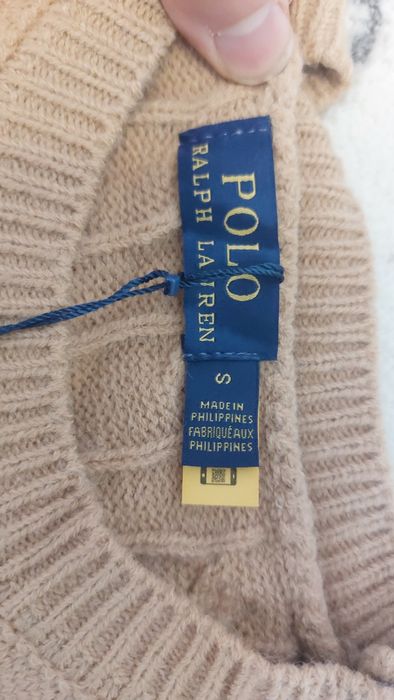 POLO
RALPH LAUREN
S
MADE IN
PHILIPPINES
FABRIQUÉ AUX
PHILIPPINES